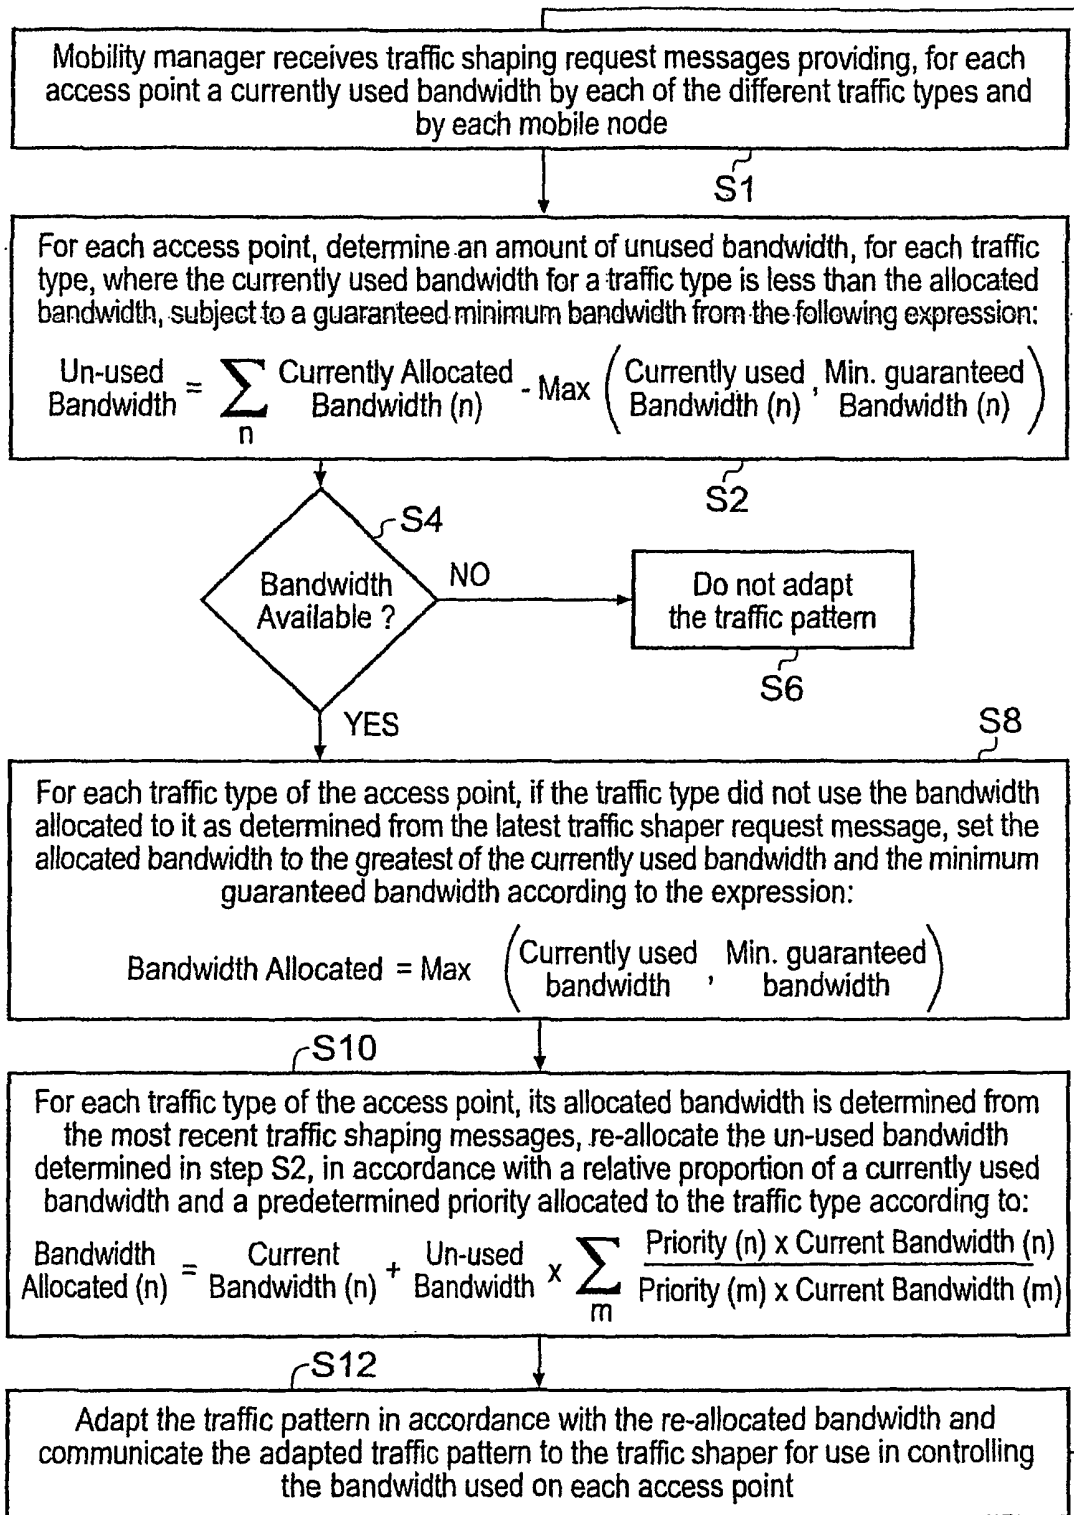 Mobility manager receives traffic shaping request messages providing, for each
access point a currently used bandwidth by each of the different traffic types and
by each mobile node
S1
For each access point, determine an amount of unused bandwidth, for each traffic
type, where the currently used bandwidth for a traffic type is less than the allocated
bandwidth, subject to a guaranteed minimum bandwidth from the following expression:
Un-used Bandwidth = ∑ n Currently Allocated Bandwidth (n) - Max (Currently used Bandwidth (n), Min. guaranteed Bandwidth (n))
S2
S4
Bandwidth
Available ?
NO
Do not adapt
the traffic pattern
S6
YES
S8
For each traffic type of the access point, if the traffic type did not use the bandwidth
allocated to it as determined from the latest traffic shaper request message, set the
allocated bandwidth to the greatest of the currently used bandwidth and the minimum
guaranteed bandwidth according to the expression:
Bandwidth Allocated = Max (Currently used bandwidth, Min. guaranteed bandwidth)
S10
For each traffic type of the access point, its allocated bandwidth is determined from
the most recent traffic shaping messages, re-allocate the un-used bandwidth
determined in step S2, in accordance with a relative proportion of a currently used
bandwidth and a predetermined priority allocated to the traffic type according to:
Bandwidth Allocated (n) = Current Bandwidth (n) + Un-used Bandwidth x ∑ m Priority (n) x Current Bandwidth (n) / Priority (m) x Current Bandwidth (m)
S12
Adapt the traffic pattern in accordance with the re-allocated bandwidth and
communicate the adapted traffic pattern to the traffic shaper for use in controlling
the bandwidth used on each access point